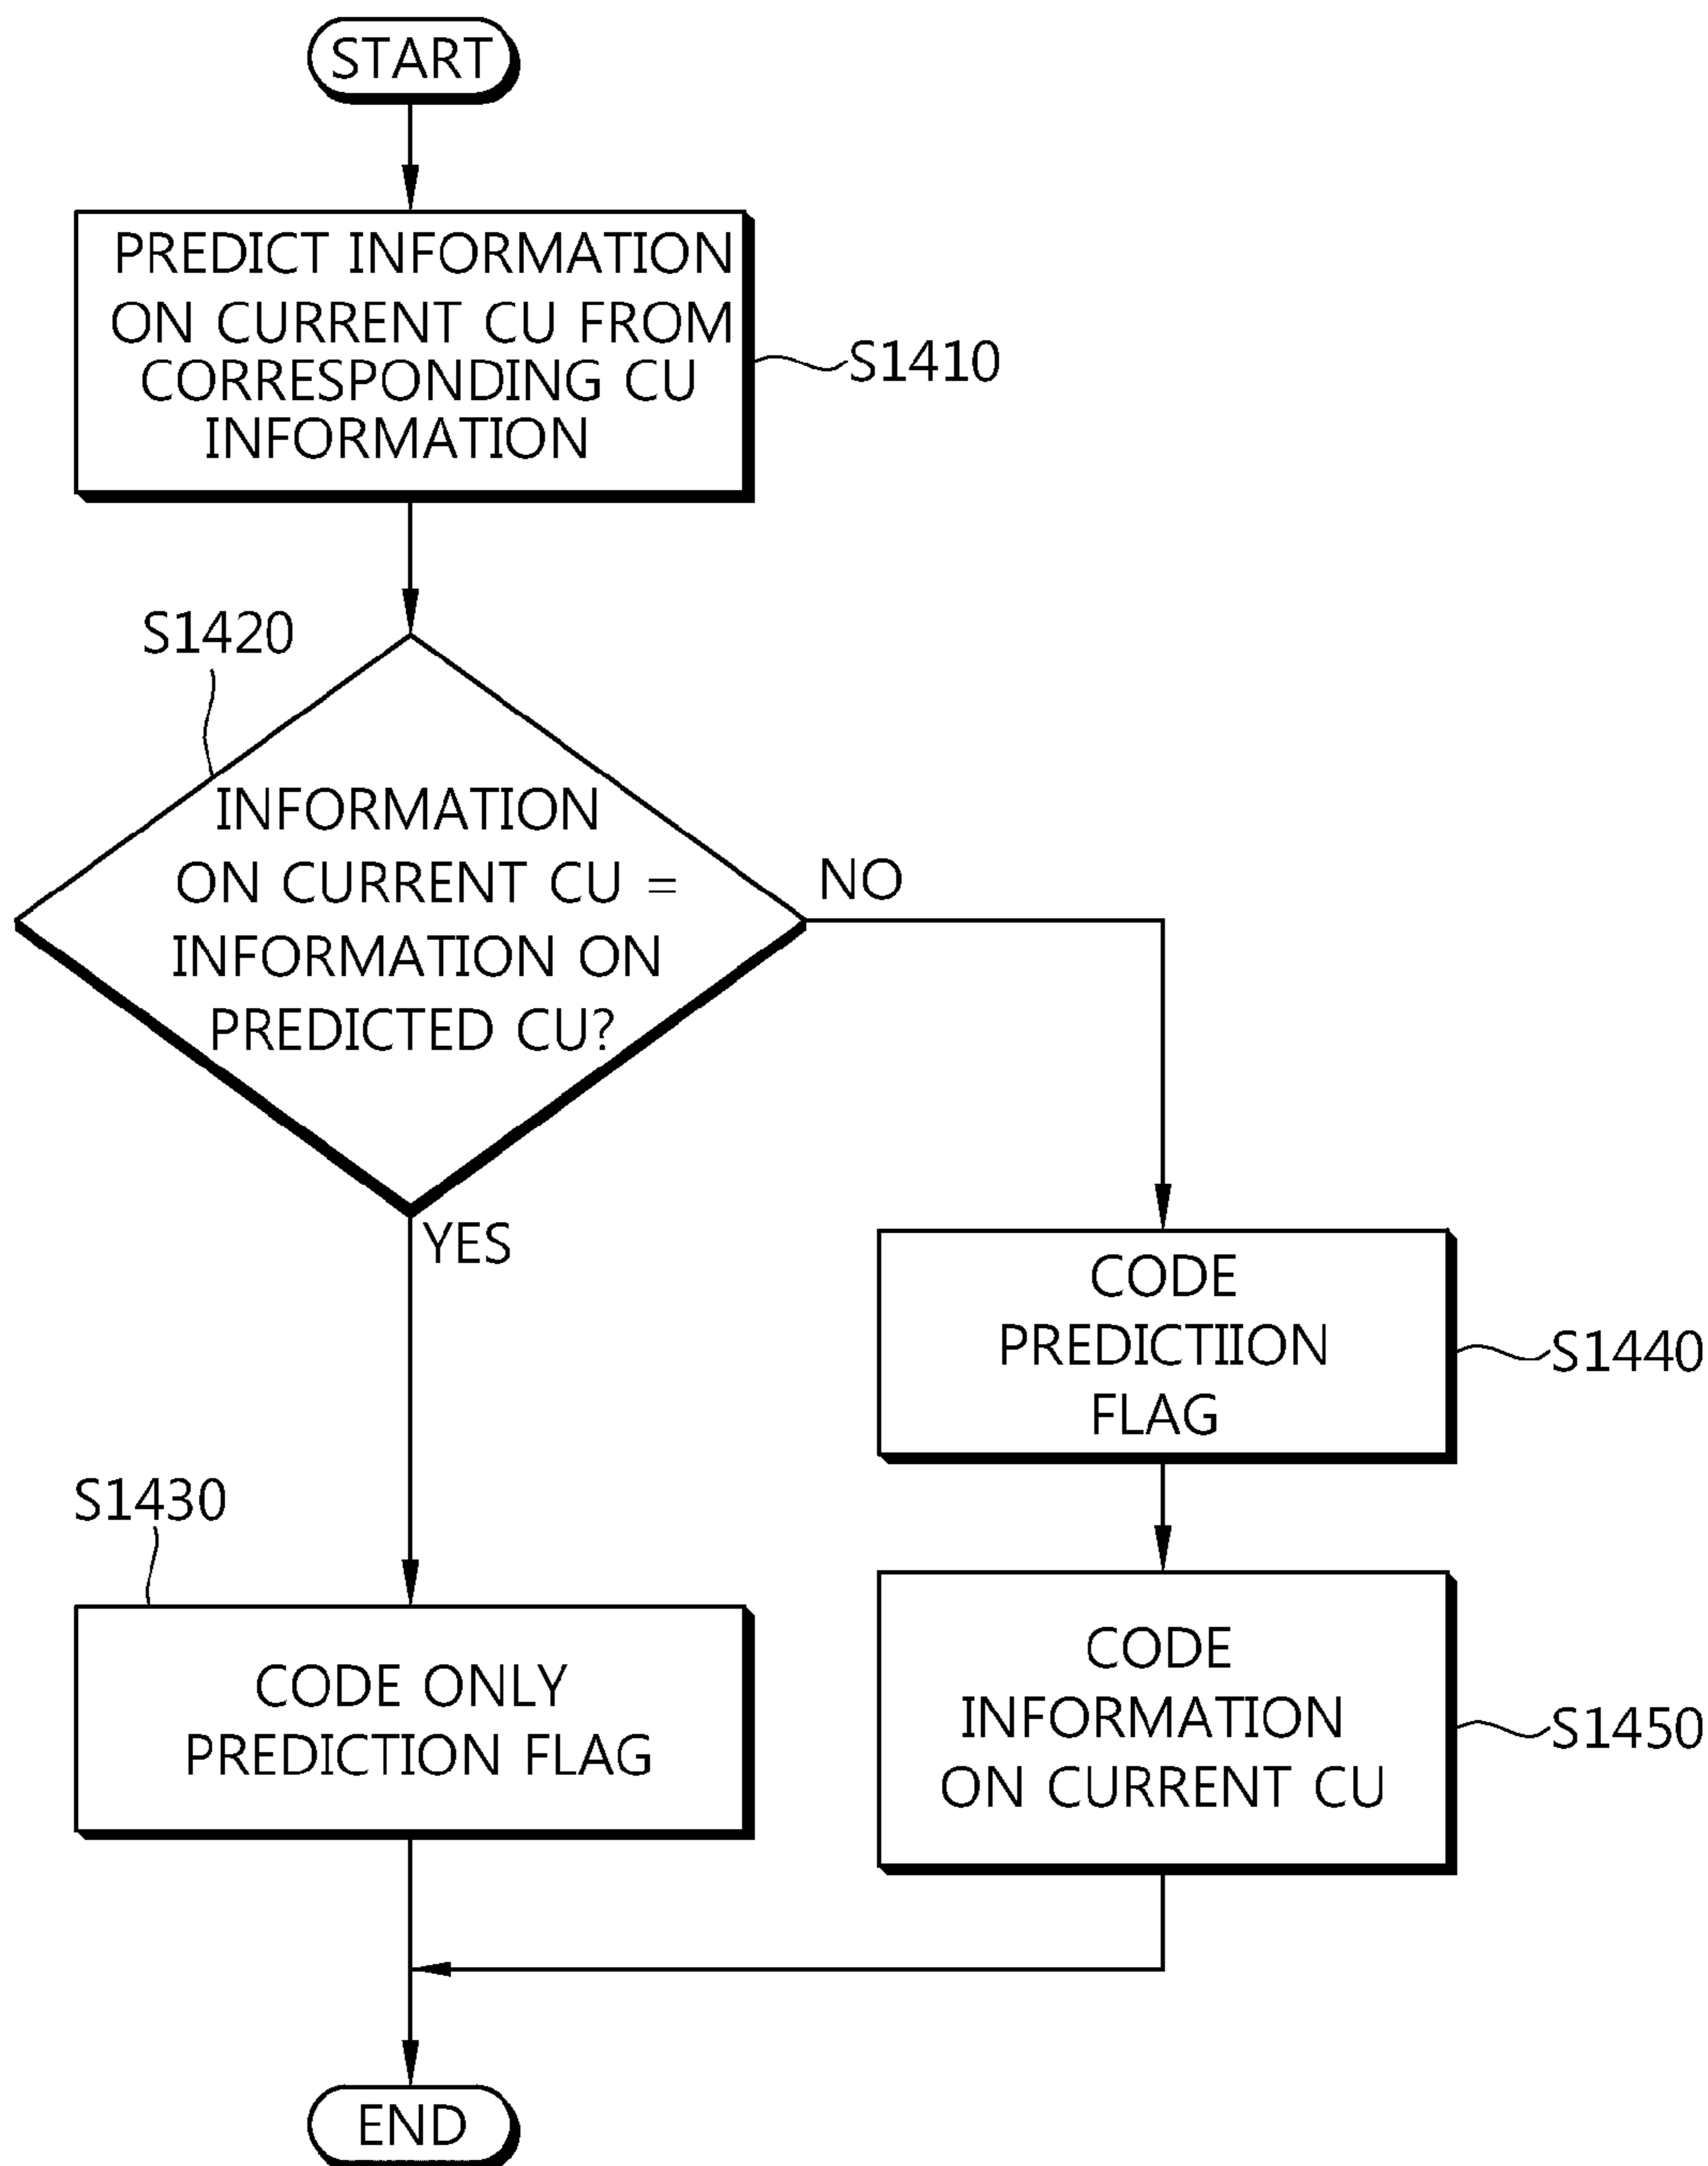 START
PREDICT INFORMATION
ON CURRENT CU FROM
CORRESPONDING CU
INFORMATION
S1410
S1420
INFORMATION
ON CURRENT CU =
INFORMATION ON
PREDICTED CU?
NO
YES
CODE
PREDICTIION
FLAG
S1440
S1430
CODE ONLY
PREDICTION FLAG
CODE
INFORMATION
ON CURRENT CU
S1450
END